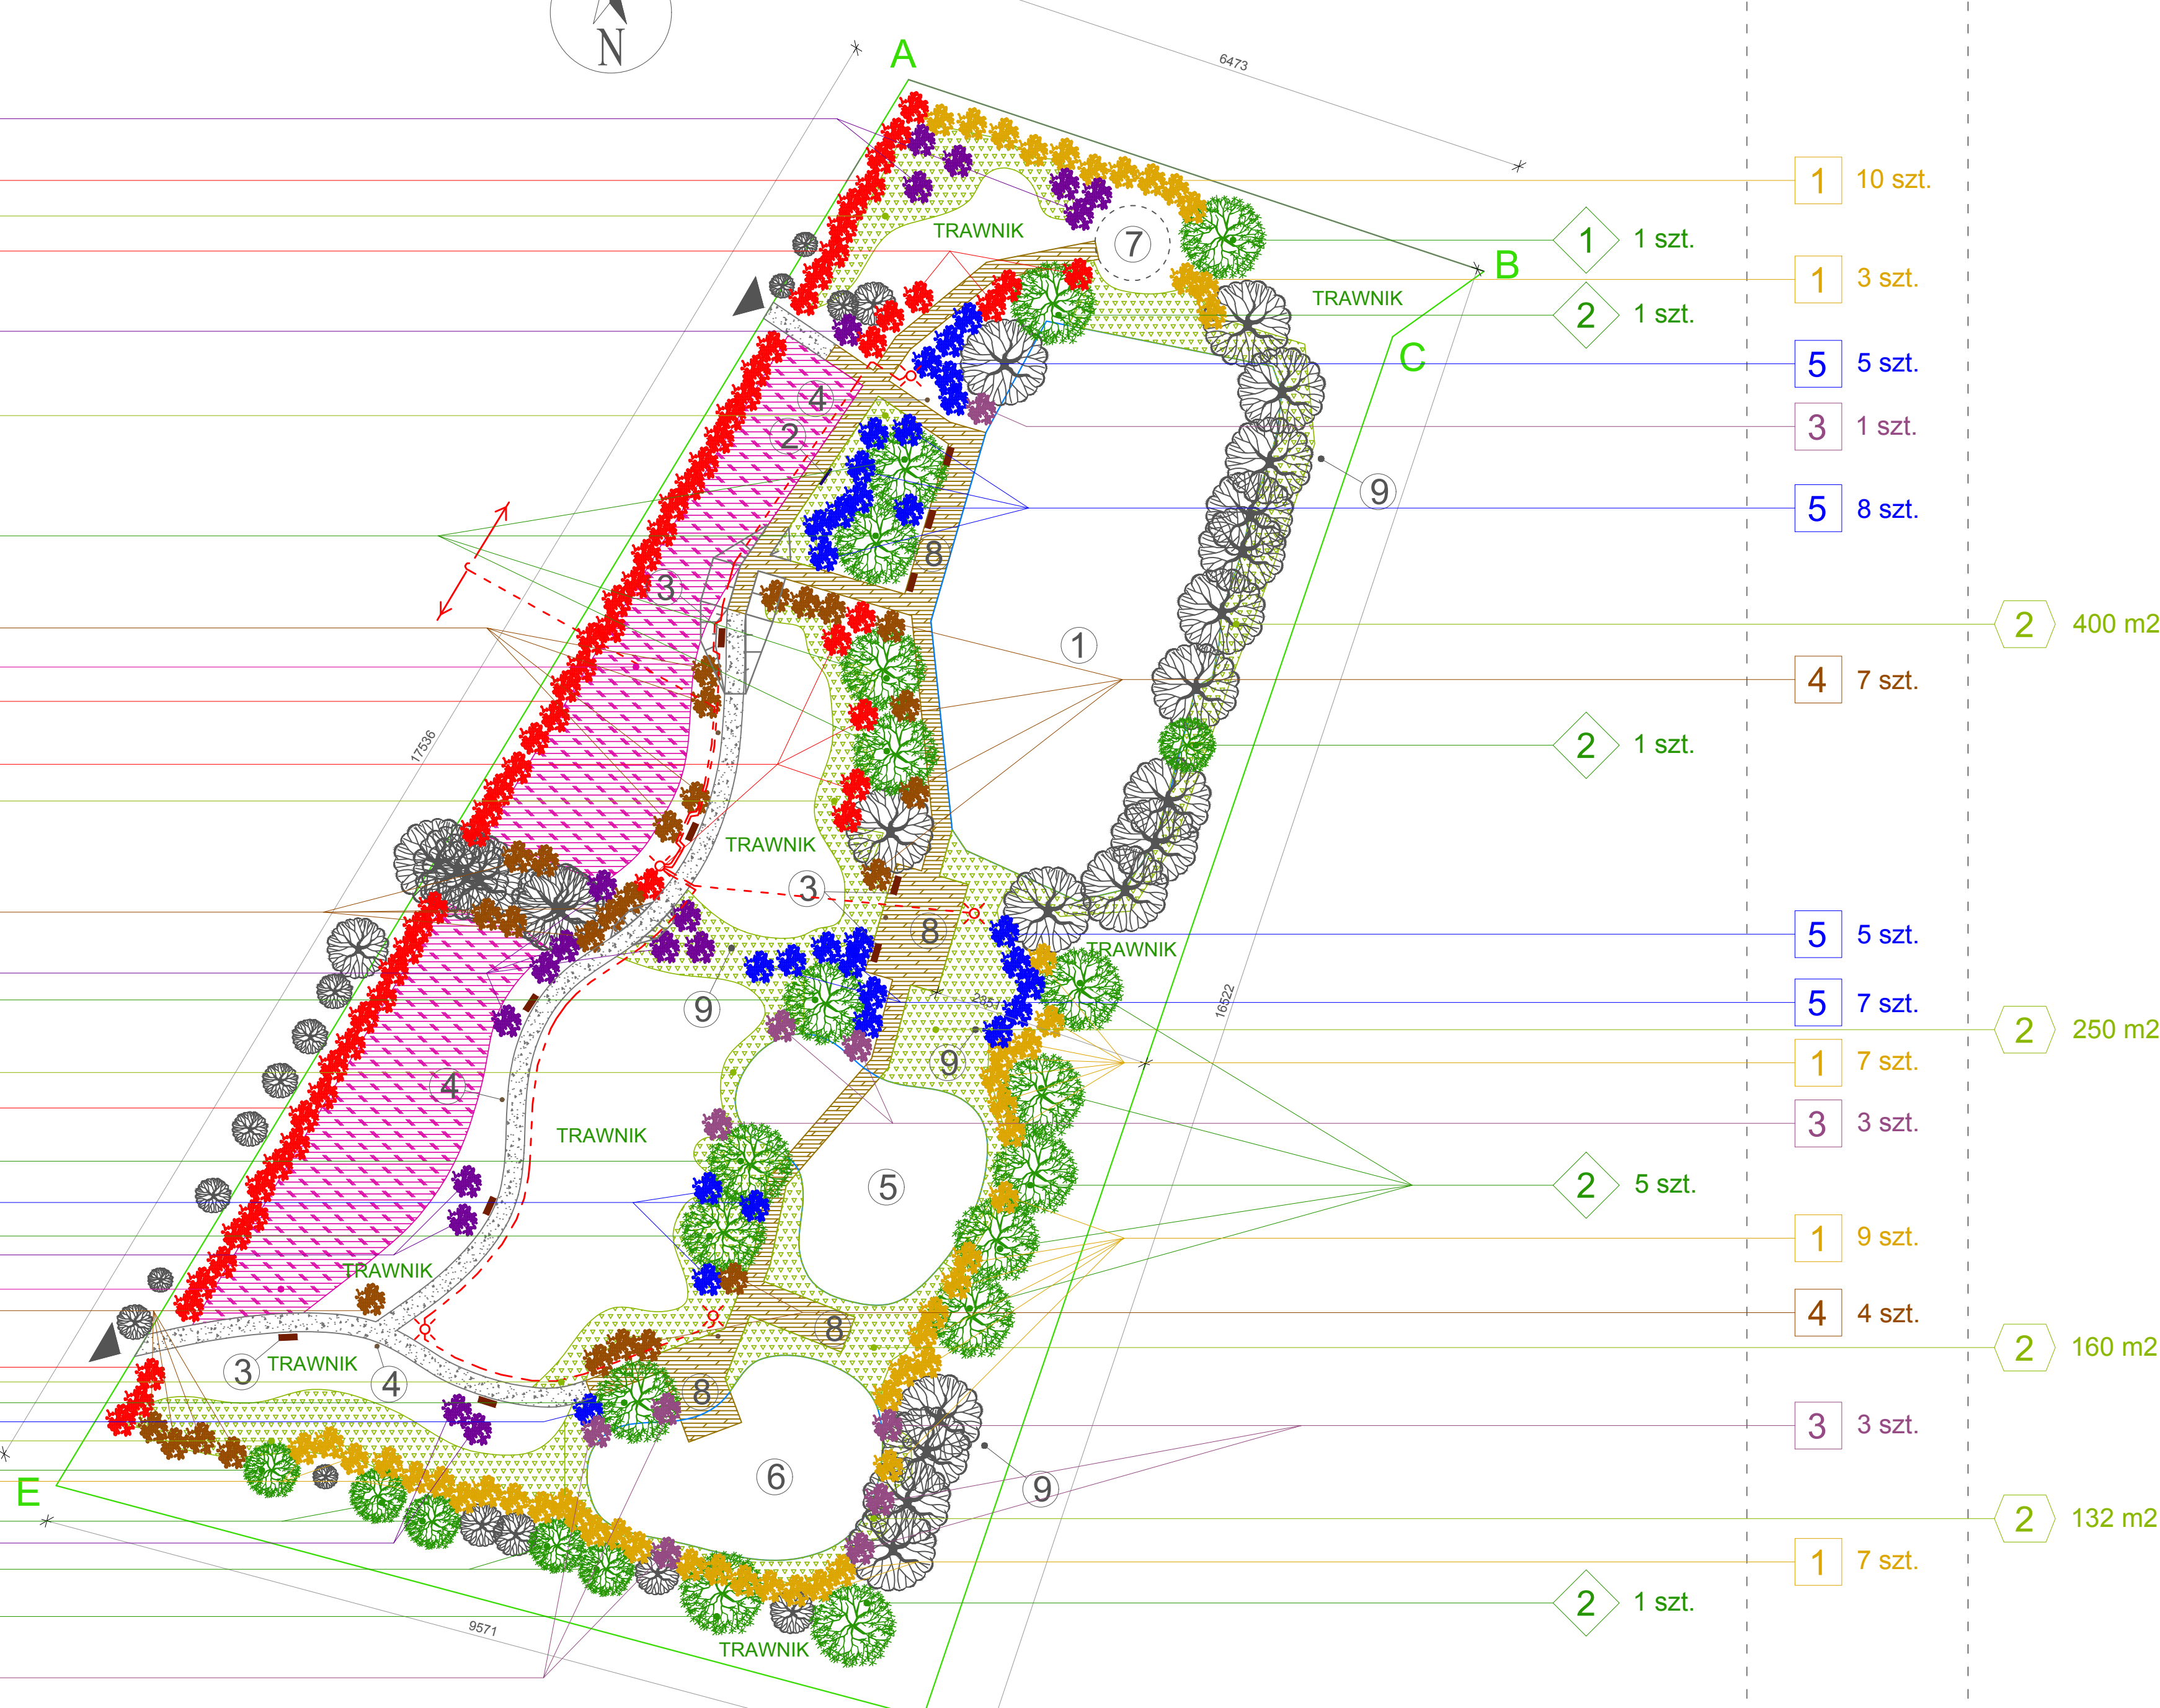 N
A
6473
1 10 szt.
TRAWNIK
7
1 1 szt.
B
1 3 szt.
TRAWNIK
2 1 szt.
C
5 5 szt.
4
3 1 szt.
2
9
5 8 szt.
8
3
2 400 m2
1
4 7 szt.
17536
2 1 szt.
TRAWNIK
3
8
5 5 szt.
TRAWNIK
9
16522
5 7 szt.
2 250 m2
9
1 7 szt.
4
3 3 szt.
TRAWNIK
5
2 5 szt.
1 9 szt.
TRAWNIK
4 4 szt.
8
2 160 m2
3
TRAWNIK
4
8
3 3 szt.
6
9
E
2 132 m2
1 7 szt.
2 1 szt.
9571
TRAWNIK